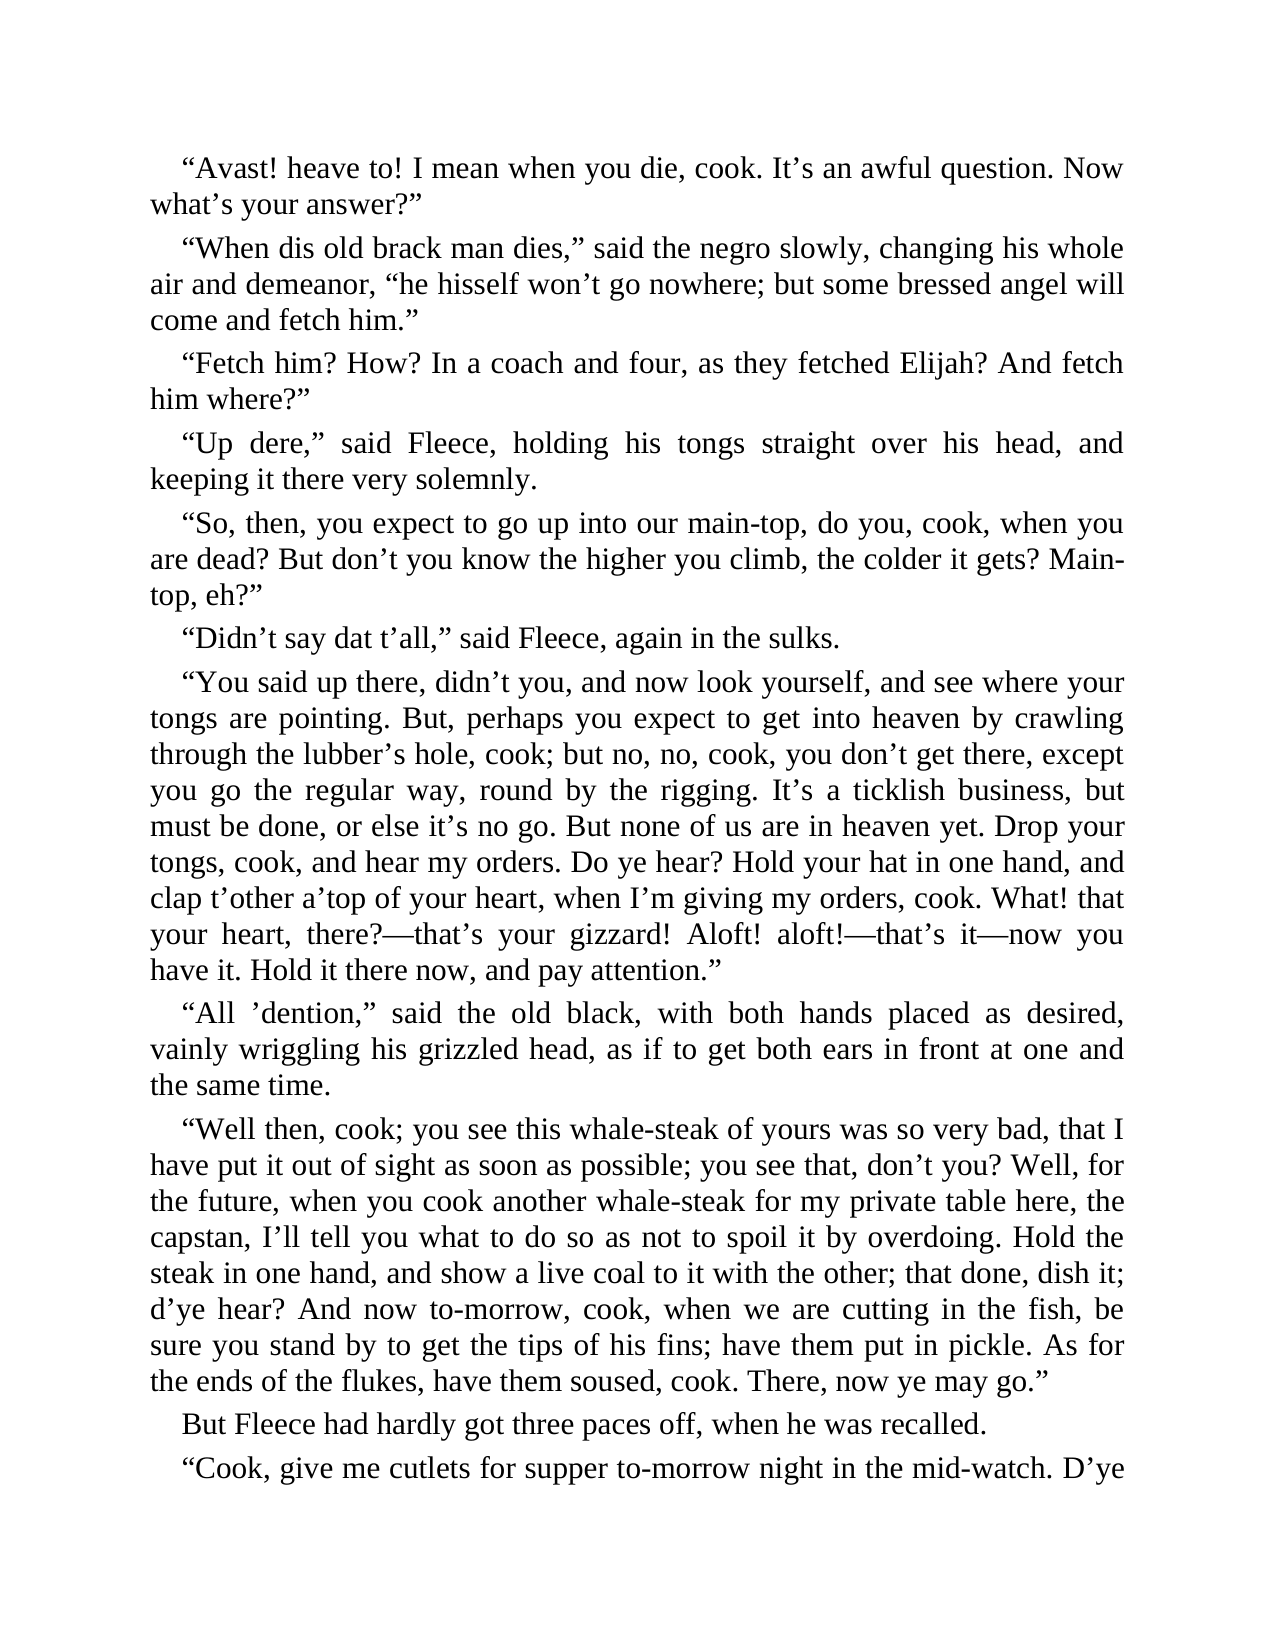 “Avast! heave to! I mean when you die, cook. It’s an awful question. Now
what’s your answer?”
“When dis old brack man dies,” said the negro slowly, changing his whole
air and demeanor, “he hisself won’t go nowhere; but some bressed angel will
come and fetch him.”
“Fetch him? How? In a coach and four, as they fetched Elijah? And fetch
him where?”
“Up dere,” said Fleece, holding his tongs straight over his head, and
keeping it there very solemnly.
“So, then, you expect to go up into our main-top, do you, cook, when you
are dead? But don’t you know the higher you climb, the colder it gets? Main-
top, eh?”
“Didn’t say dat t’all,” said Fleece, again in the sulks.
“You said up there, didn’t you, and now look yourself, and see where your
tongs are pointing. But, perhaps you expect to get into heaven by crawling
through the lubber’s hole, cook; but no, no, cook, you don’t get there, except
you go the regular way, round by the rigging. It’s a ticklish business, but
must be done, or else it’s no go. But none of us are in heaven yet. Drop your
tongs, cook, and hear my orders. Do ye hear? Hold your hat in one hand, and
clap t’other a’top of your heart, when I’m giving my orders, cook. What! that
your heart, there?—that’s your gizzard! Aloft! aloft!—that’s it—now you
have it. Hold it there now, and pay attention.”
“All ’dention,” said the old black, with both hands placed as desired,
vainly wriggling his grizzled head, as if to get both ears in front at one and
the same time.
“Well then, cook; you see this whale-steak of yours was so very bad, that I
have put it out of sight as soon as possible; you see that, don’t you? Well, for
the future, when you cook another whale-steak for my private table here, the
capstan, I’ll tell you what to do so as not to spoil it by overdoing. Hold the
steak in one hand, and show a live coal to it with the other; that done, dish it;
d’ye hear? And now to-morrow, cook, when we are cutting in the fish, be
sure you stand by to get the tips of his fins; have them put in pickle. As for
the ends of the flukes, have them soused, cook. There, now ye may go.”
But Fleece had hardly got three paces off, when he was recalled.
“Cook, give me cutlets for supper to-morrow night in the mid-watch. D’ye